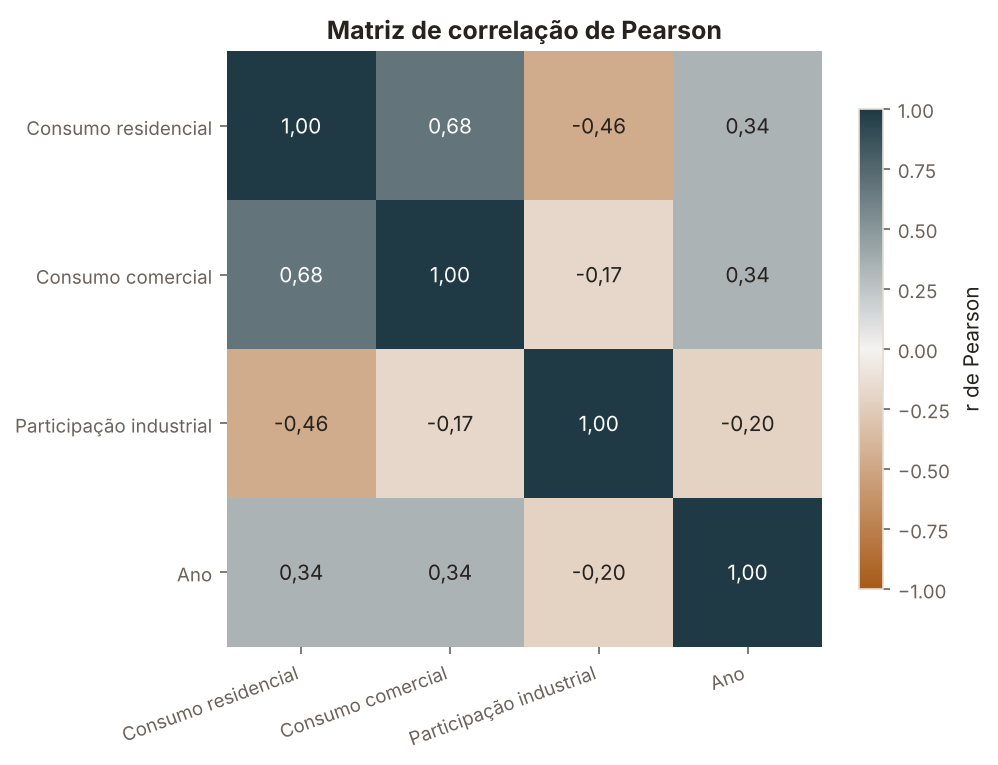 Matriz de correlação de Pearson
Consumo residencial
1,00 0,68 -0,46 0,34
Consumo comercial
0,68 1,00 -0,17 0,34
Participação industrial
-0,46 -0,17 1,00 -0,20
Ano
0,34 0,34 -0,20 1,00
Consumo residencial
Consumo comercial
Participação industrial
Ano
1.00
0.75
0.50
0.25
0.00
−0.25
−0.50
−0.75
−1.00
r de Pearson